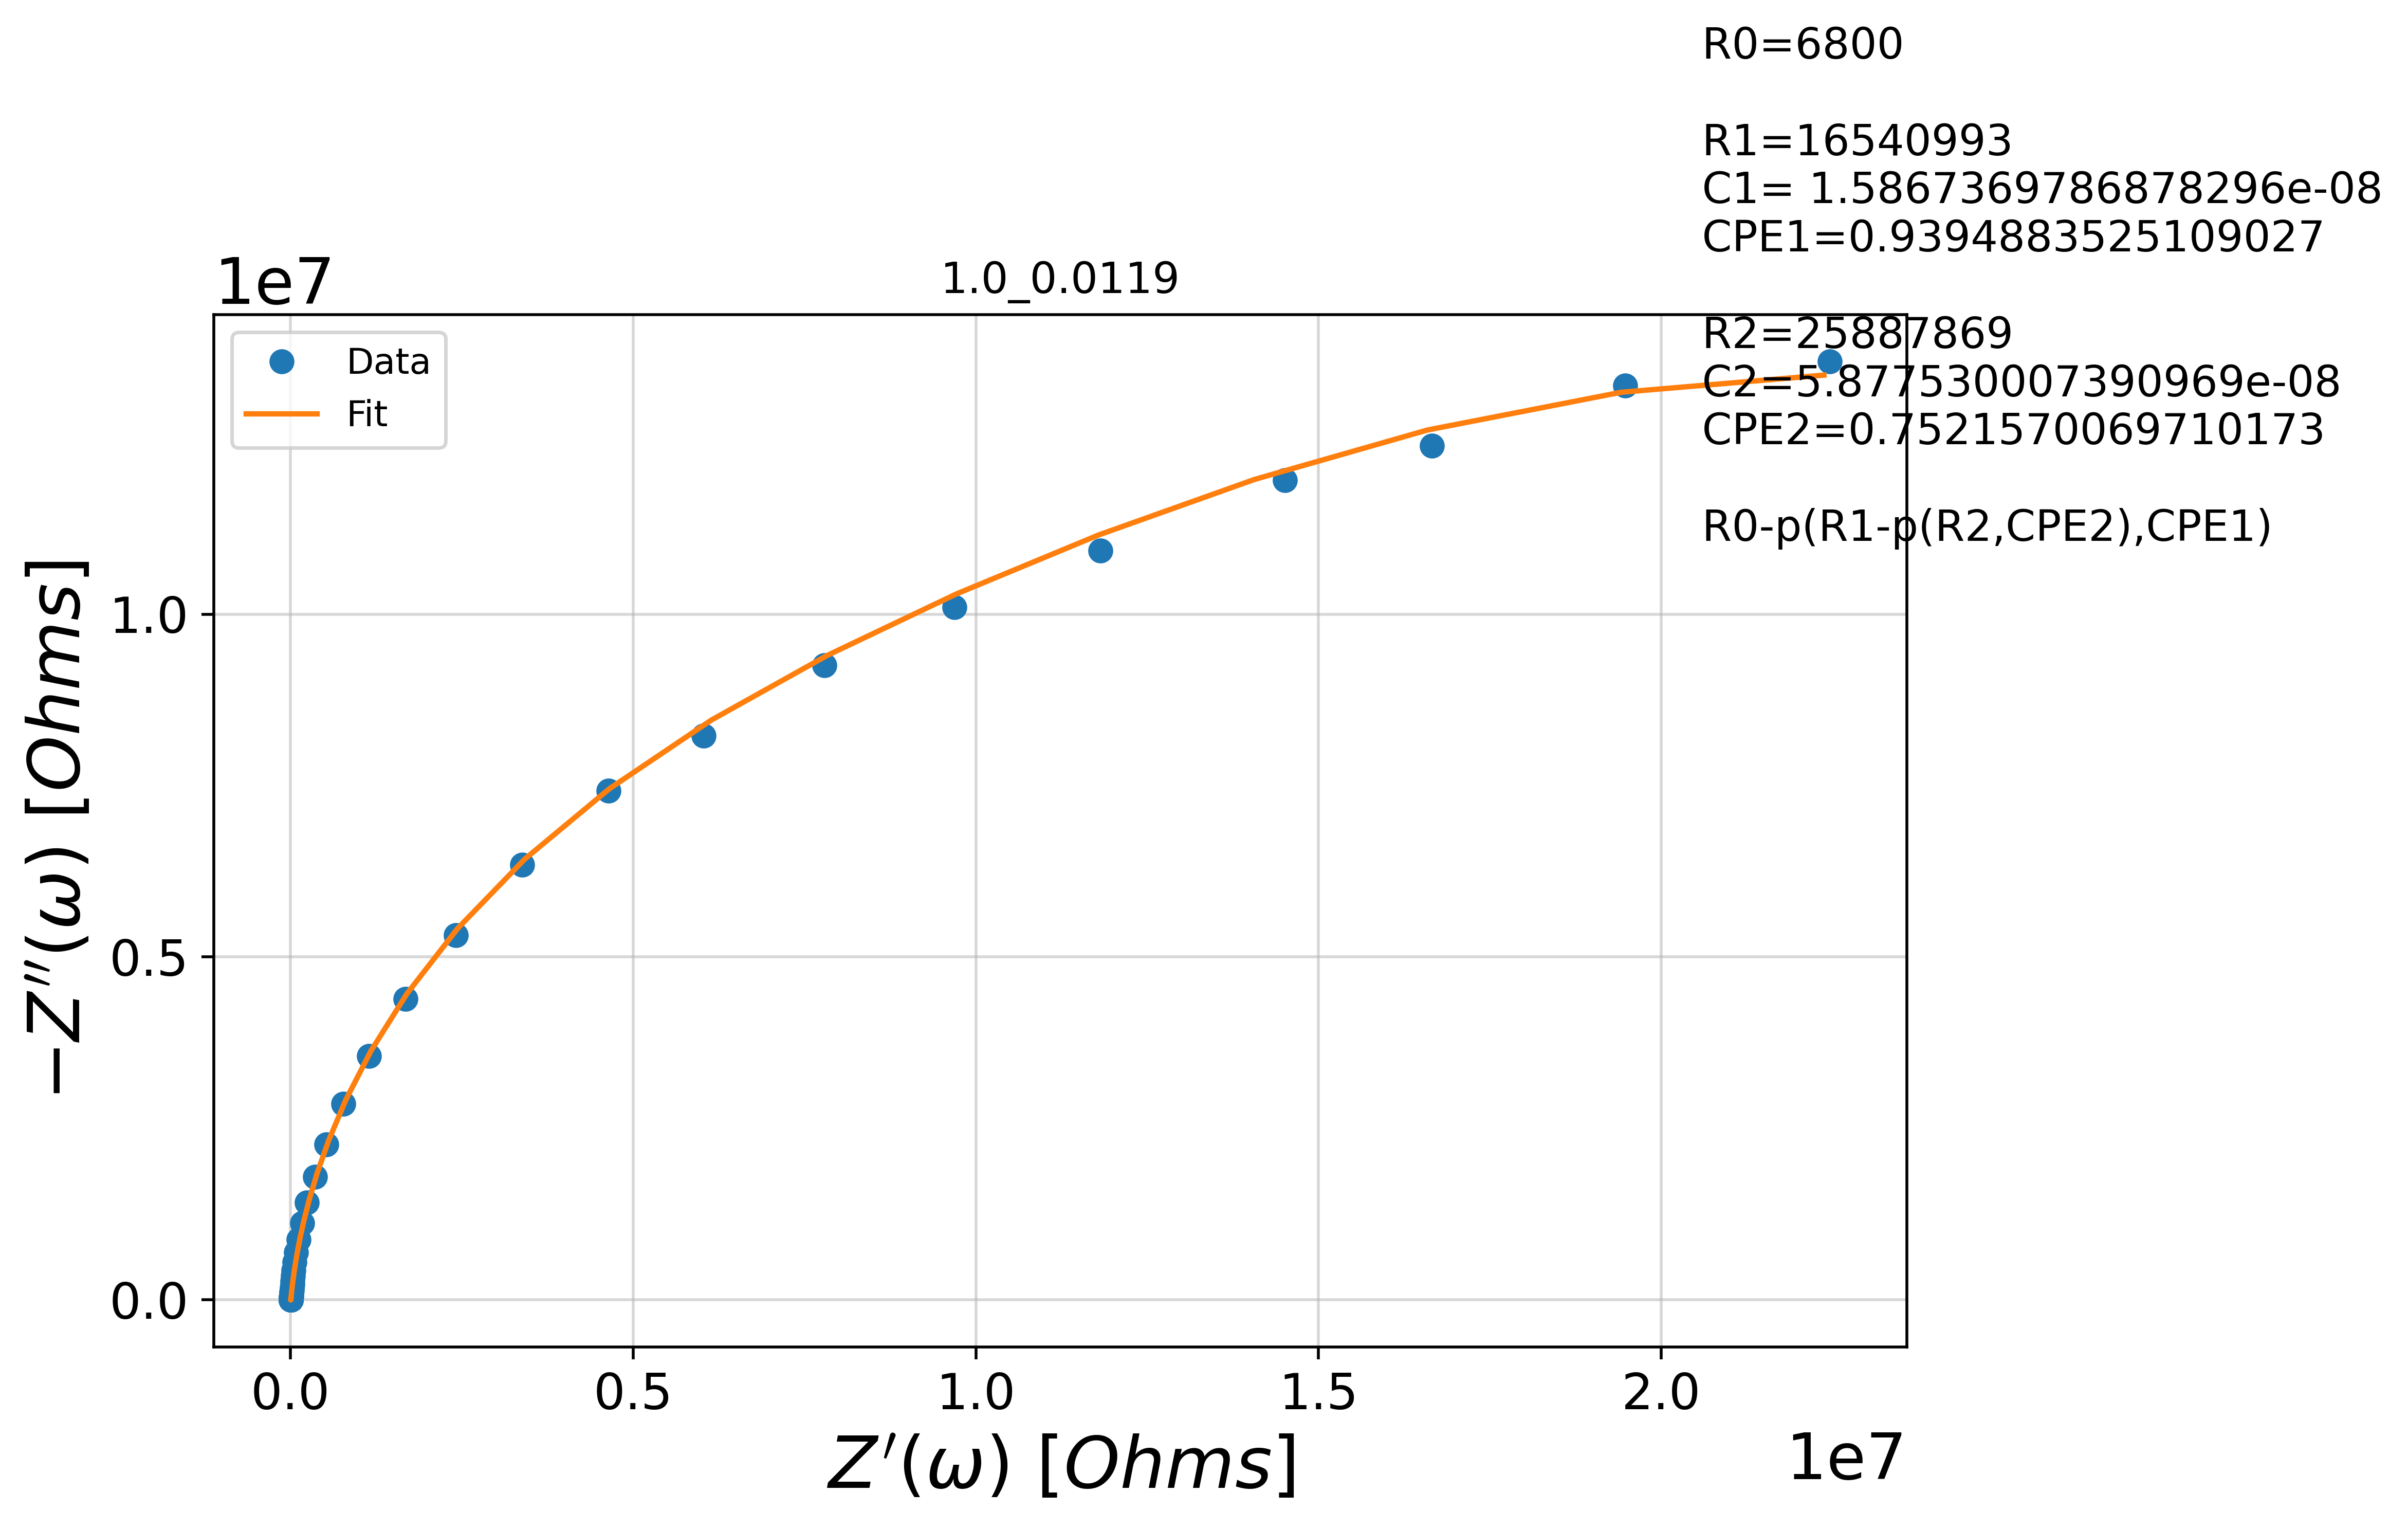 R0=6800
R1=16540993
C1= 1.5867369786878296e-08
CPE1=0.9394883525109027
R2=25887869
C2=5.877530007390969e-08
CPE2=0.7521570069710173
R0-p(R1-p(R2,CPE2),CPE1)
1e7
1.0_0.0119
Data
Fit
−Z′′(ω) [Ohms]
1.0
0.5
0.0
0.0 0.5 1.0 1.5 2.0
Z′(ω) [Ohms]
1e7